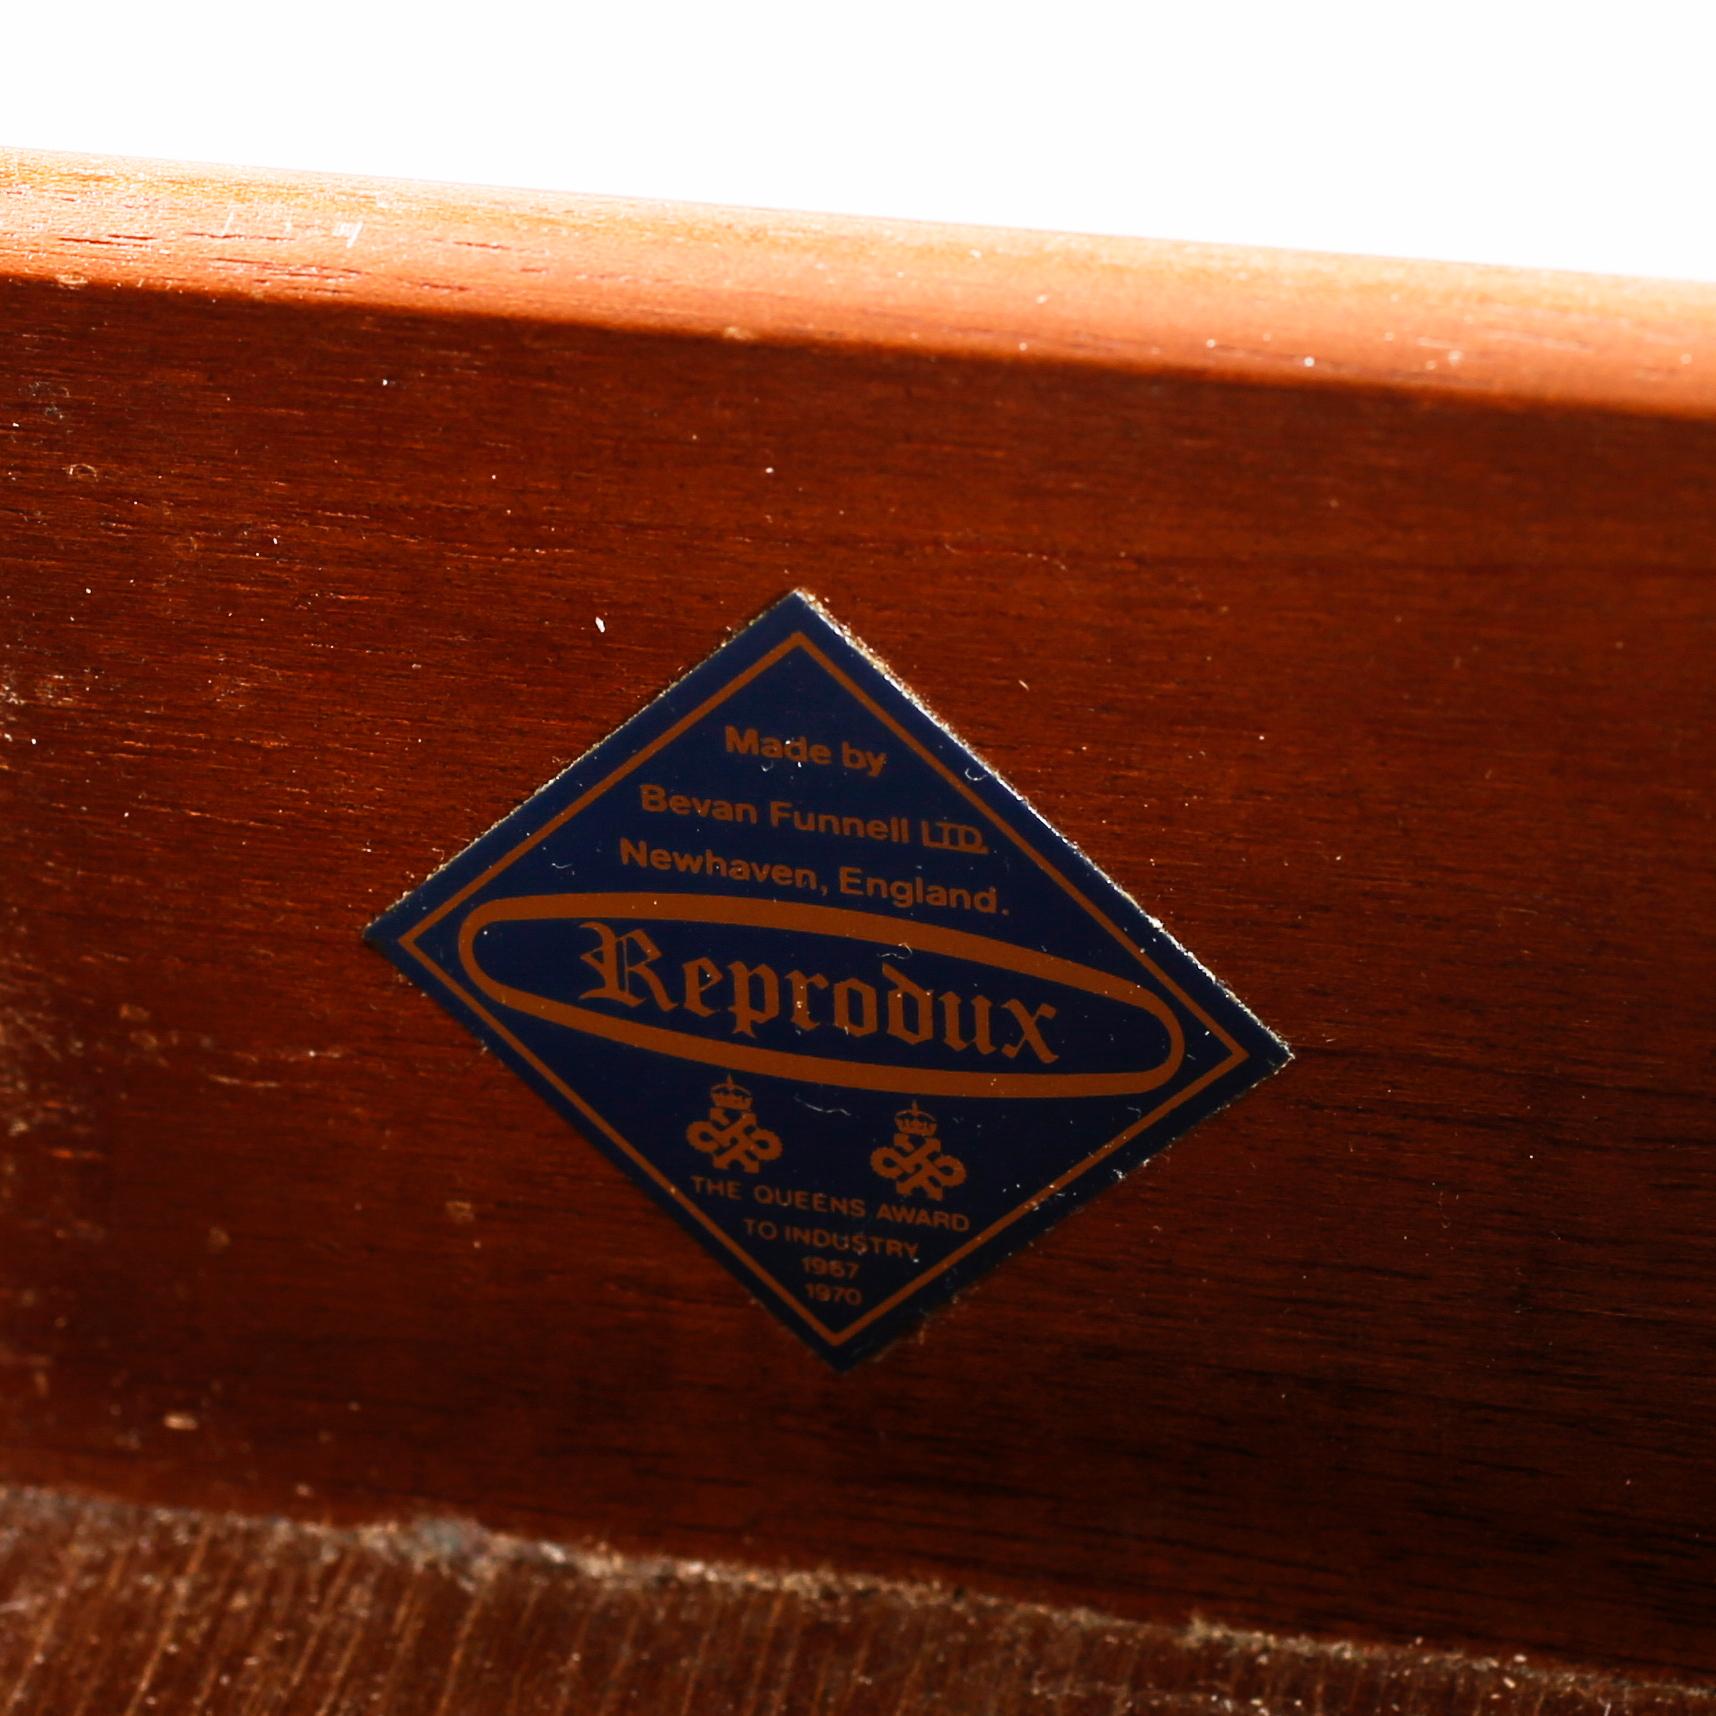 Made by
Bevan Funnell LTD.
Newhaven, England.
Reprodux
THE QUEENS AWARD
TO INDUSTRY
1967
1970